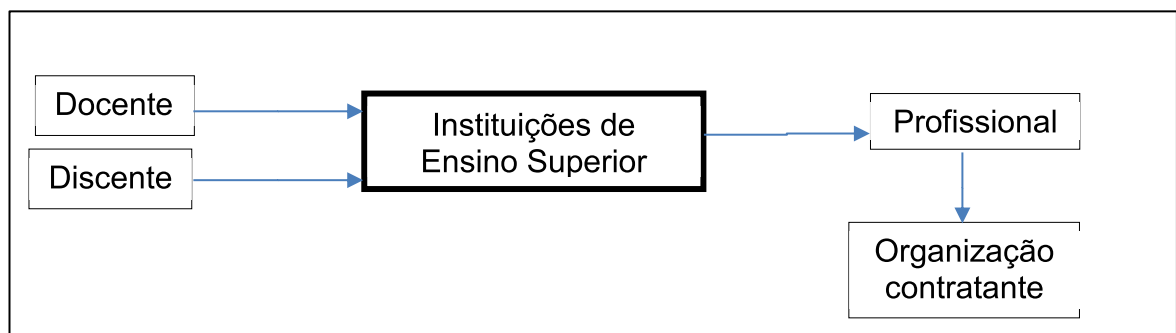 Docente
Discente
Instituições de
Ensino Superior
Profissional
Organização
contratante